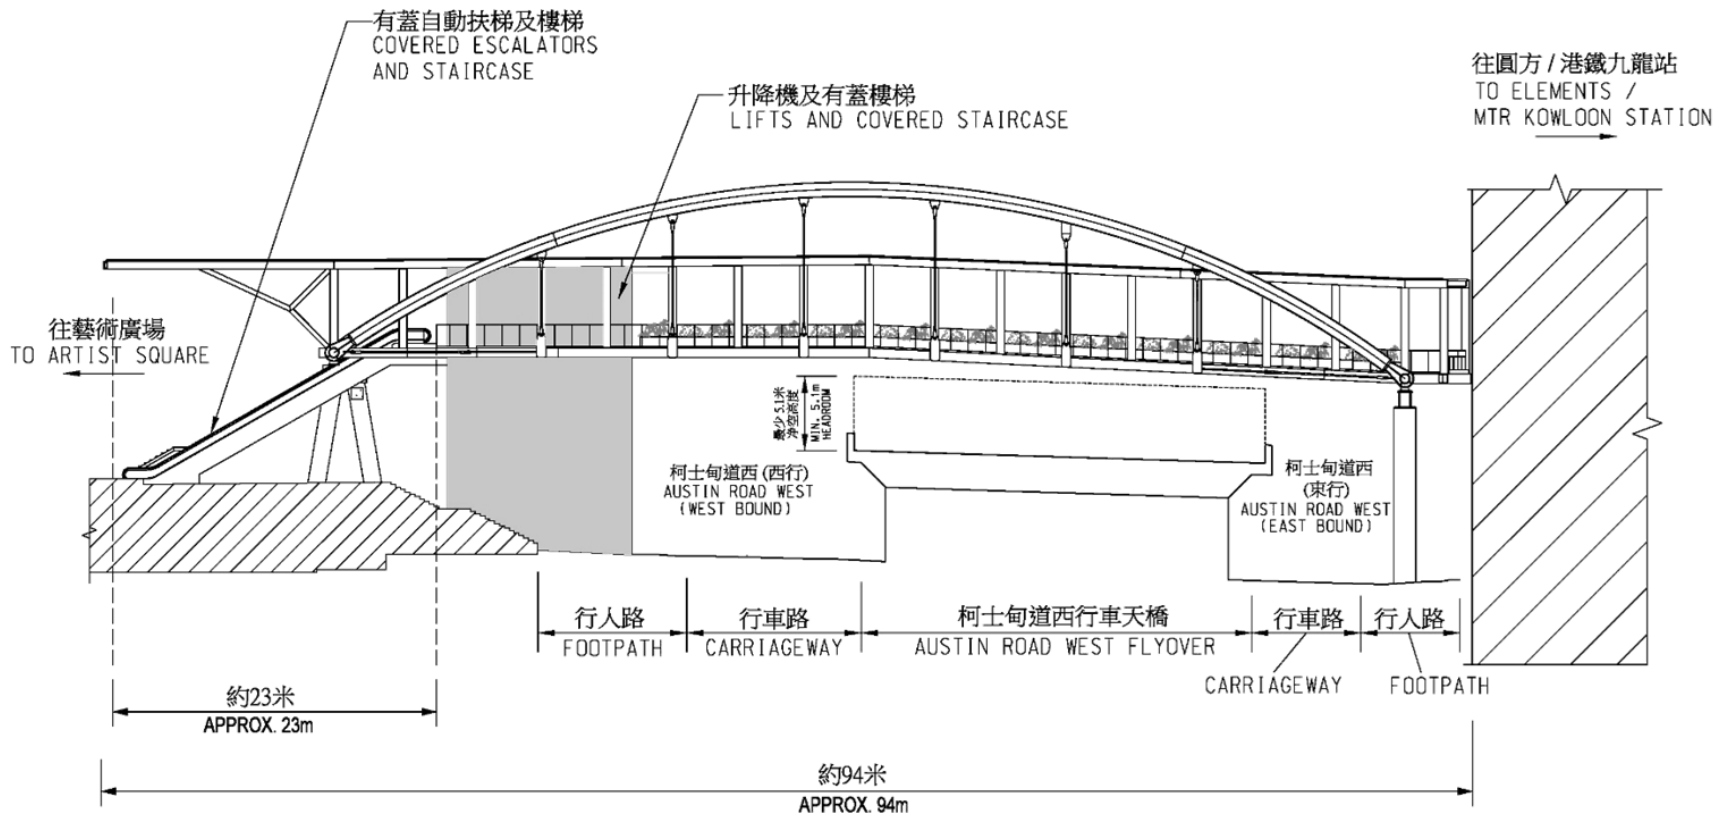 有蓋自動扶梯及樓梯
COVERED ESCALATORS
AND STAIRCASE
升降機及有蓋樓梯
LIFTS AND COVERED STAIRCASE
往圓方 / 港鐵九龍站
TO ELEMENTS /
MTR KOWLOON STATION
往藝術廣場
TO ARTIST SQUARE
最少 5.1米
淨空高度
MIN. 5.1m
HEADROOM
柯士甸道西 (西行)
AUSTIN ROAD WEST
(WEST BOUND)
柯士甸道西
(東行)
AUSTIN ROAD WEST
(EAST BOUND)
行人路
FOOTPATH
行車路
CARRIAGEWAY
柯士甸道西行車天橋
AUSTIN ROAD WEST FLYOVER
行車路
CARRIAGEWAY
行人路
FOOTPATH
約23米
APPROX. 23m
約94米
APPROX. 94m